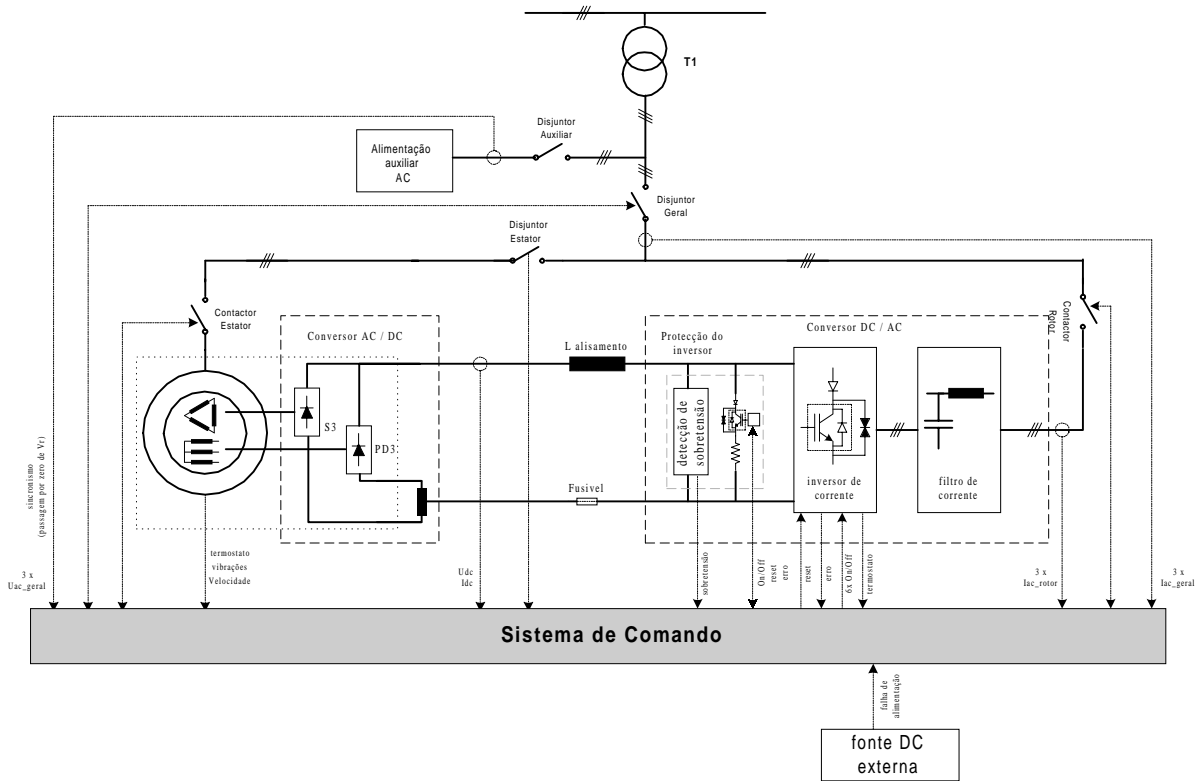 T1
Disjuntor
Auxiliar
Alimentação
auxiliar
AC
Disjuntor
Geral
Disjuntor
Estator
Contactor
Estator
Contactor
Rotor
Conversor AC / DC
Conversor DC / AC
L alisamento
Protecção do
inversor
S3
PD3
detecção de
sobretensão
Fusivel
inversor de
corrente
filtro de
corrente
sincronismo
(passagem por zero de Vr)
termostato
vibrações
Velocidade
3 x
Uac_geral
Udc
Idc
sobretensão
On/Off
reset
erro
reset
erro
6x On/Off
termostato
3 x
Iac_rotor
3 x
Iac_geral
Sistema de Comando
falha de
alimentação
fonte DC
externa